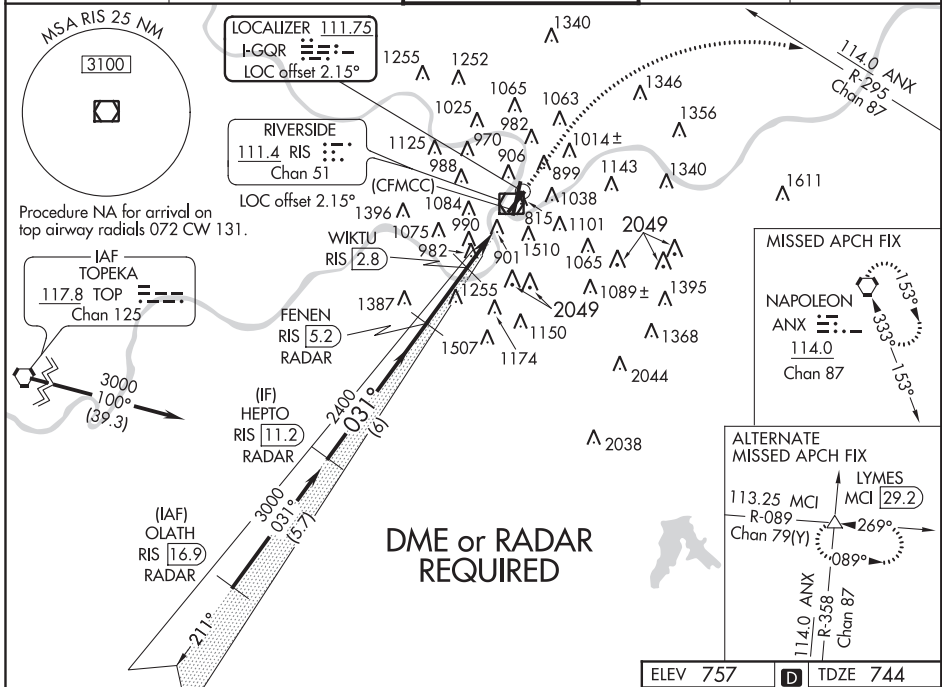 MSA RIS 25 NM
3100
Procedure NA for arrival on
top airway radials 072 CW 131.
LOCALIZER 111.75
I-GQR
LOC offset 2.15°
RIVERSIDE
111.4 RIS
Chan 51
LOC offset 2.15°
(CFMCC)
IAF
TOPEKA
117.8 TOP
Chan 125
3000
100°
(39.3)
WIKTU
RIS 2.8
FENEN
RIS 5.2
RADAR
(IF)
HEPTO
RIS 11.2
RADAR
(IAF)
OLATH
RIS 16.9
RADAR
2400
031°
(6)
3000
031°
(5.7)
211°
1340
1255
1252
1346
1065
1063
1025
1356
982
970
1125
1014±
906
988
899
1143
1340
1611
1084
1038
1396
815
990
1101
1075
2049
1510
982
901
1065
1255
1089±
1395
1387
2049
1150
1368
1507
1174
2044
2038
114.0 ANX
R-295
Chan 87
DME or RADAR
REQUIRED
MISSED APCH FIX
NAPOLEON
ANX
114.0
Chan 87
153°
333°
153°
ALTERNATE
MISSED APCH FIX
LYMES
MCI 29.2
113.25 MCI
R-089
Chan 79(Y)
269°
089°
114.0 ANX
R-358
Chan 87
ELEV 757
D
TDZE 744